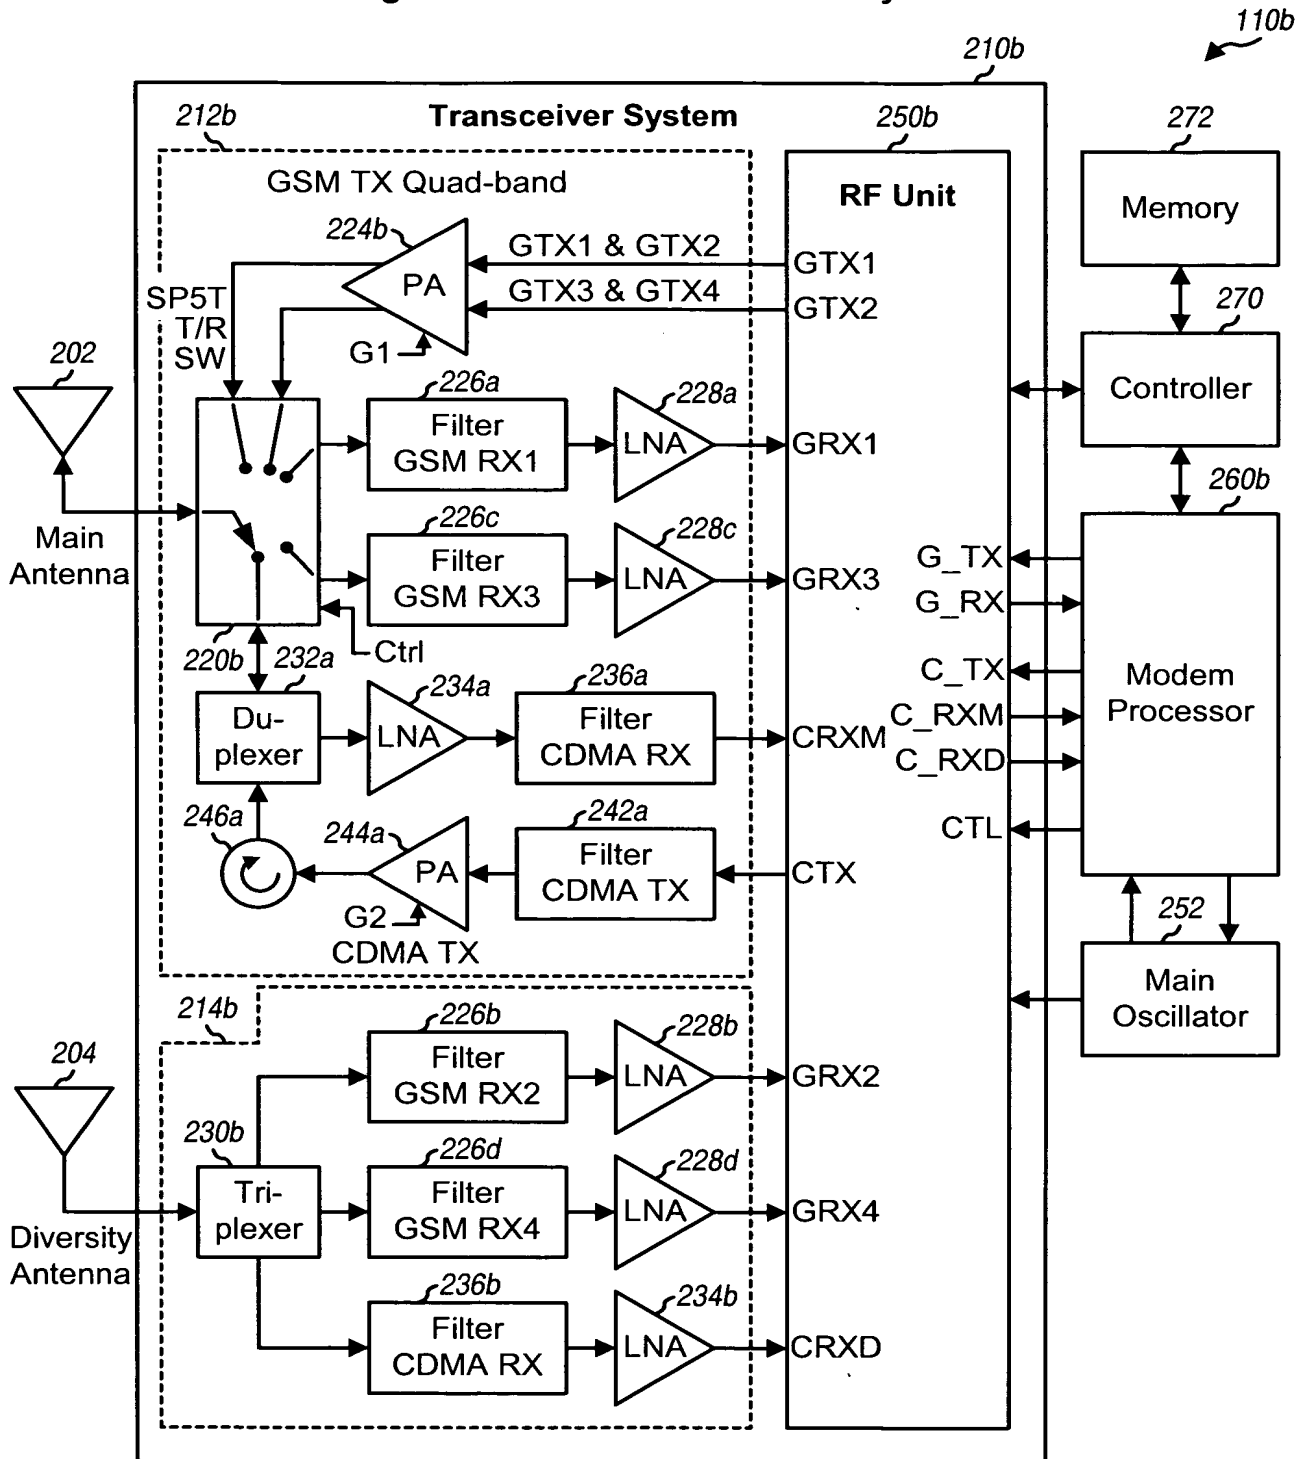 110b
210b
Transceiver System
212b
250b
272
GSM TX Quad-band
RF Unit
Memory
224b
GTX1 & GTX2
GTX1
PA
GTX3 & GTX4
GTX2
SP5T
T/R
SW
G1
270
Controller
202
226a
228a
Filter
GSM RX1
LNA
GRX1
260b
Main
Antenna
226c
228c
Filter
GSM RX3
LNA
GRX3
G_TX
G_RX
220b
232a
Ctrl
C_TX
Modem
Processor
234a
236a
Du-
plexer
LNA
Filter
CDMA RX
CRXM
C_RXM
C_RXD
246a
244a
242a
CTL
PA
Filter
CDMA TX
CTX
G2
CDMA TX
252
Main
Oscillator
214b
226b
228b
204
Filter
GSM RX2
LNA
GRX2
230b
226d
228d
Tri-
plexer
Filter
GSM RX4
LNA
GRX4
Diversity
Antenna
236b
234b
Filter
CDMA RX
LNA
CRXD